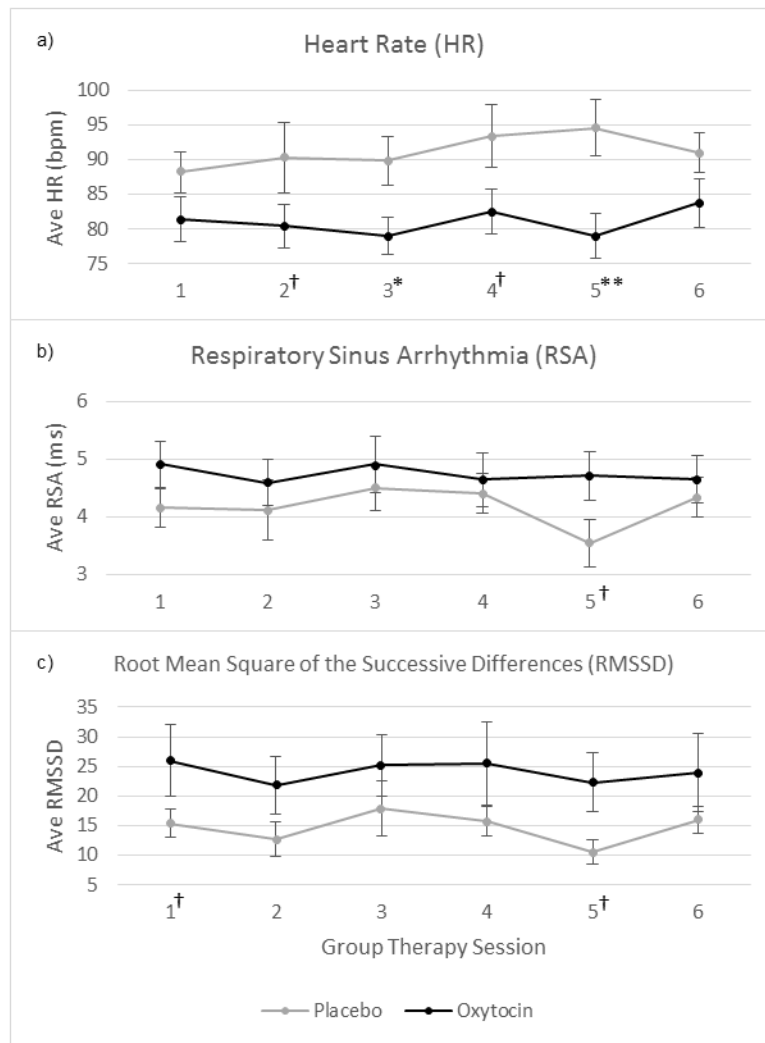 a)
Heart Rate (HR)
100
95
90
85
80
75
Ave HR (bpm)
1 2† 3* 4† 5** 6
b)
Respiratory Sinus Arrhythmia (RSA)
6
5
4
3
Ave RSA (ms)
1 2 3 4 5† 6
c)
Root Mean Square of the Successive Differences (RMSSD)
35
30
25
20
15
10
5
Ave RMSSD
1† 2 3 4 5† 6
Group Therapy Session
Placebo Oxytocin